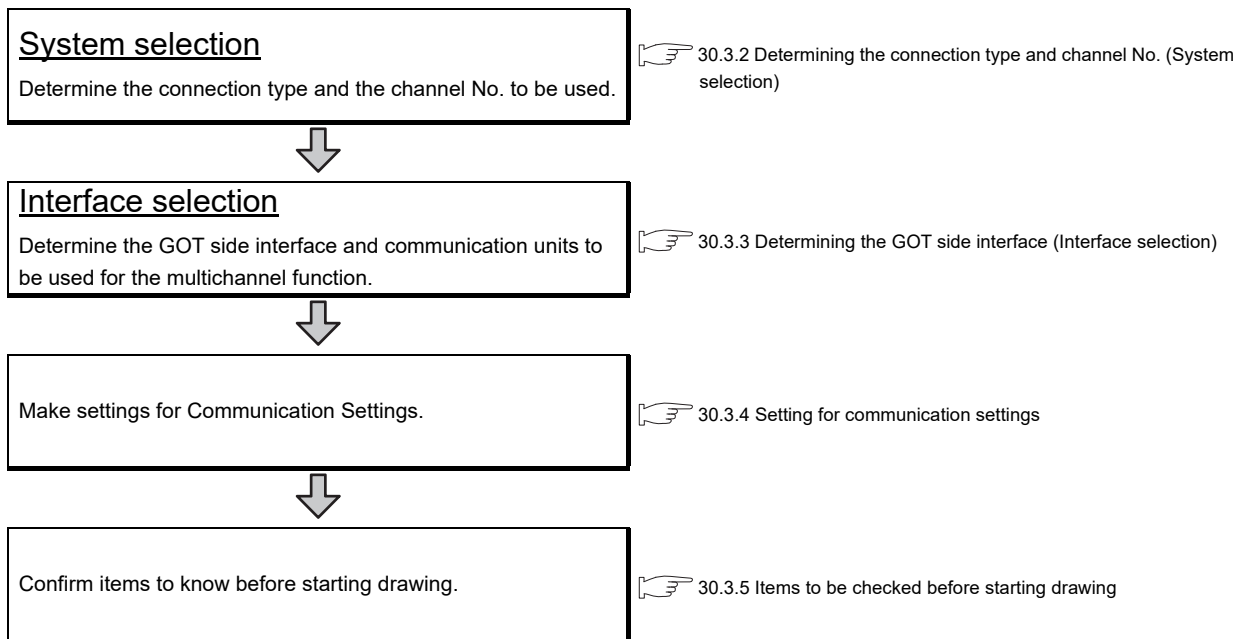 System selection
Determine the connection type and the channel No. to be used.
30.3.2 Determining the connection type and channel No. (System
selection)
Interface selection
Determine the GOT side interface and communication units to
be used for the multichannel function.
30.3.3 Determining the GOT side interface (Interface selection)
Make settings for Communication Settings.
30.3.4 Setting for communication settings
Confirm items to know before starting drawing.
30.3.5 Items to be checked before starting drawing